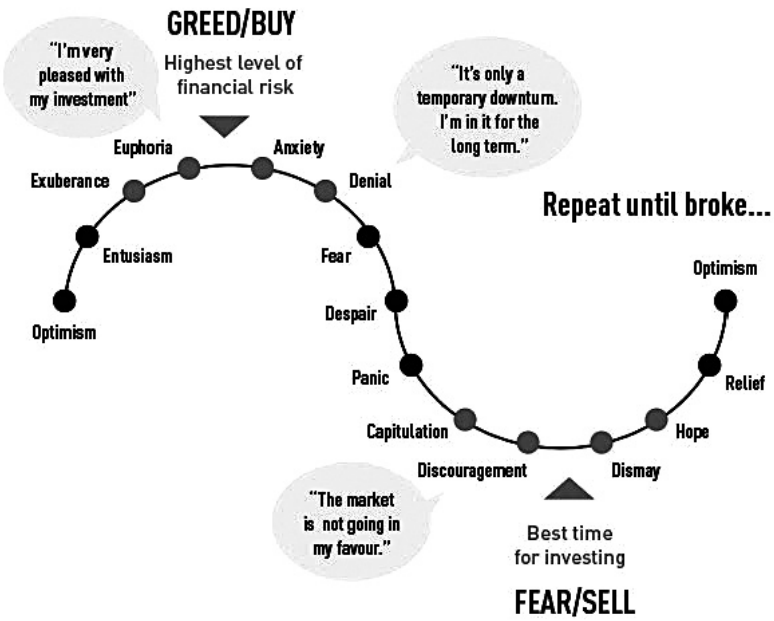 GREED/BUY
Highest level of
financial risk
“I'm very
pleased with
my investment”
“It's only a
temporary downturn.
I'm in it for the
long term.”
Euphoria
Anxiety
Exuberance
Denial
Repeat until broke...
Entusiasm
Fear
Optimism
Optimism
Despair
Panic
Relief
Capitulation
Hope
Discouragement
Dismay
“The market
is not going in
my favour.”
Best time
for investing
FEAR/SELL